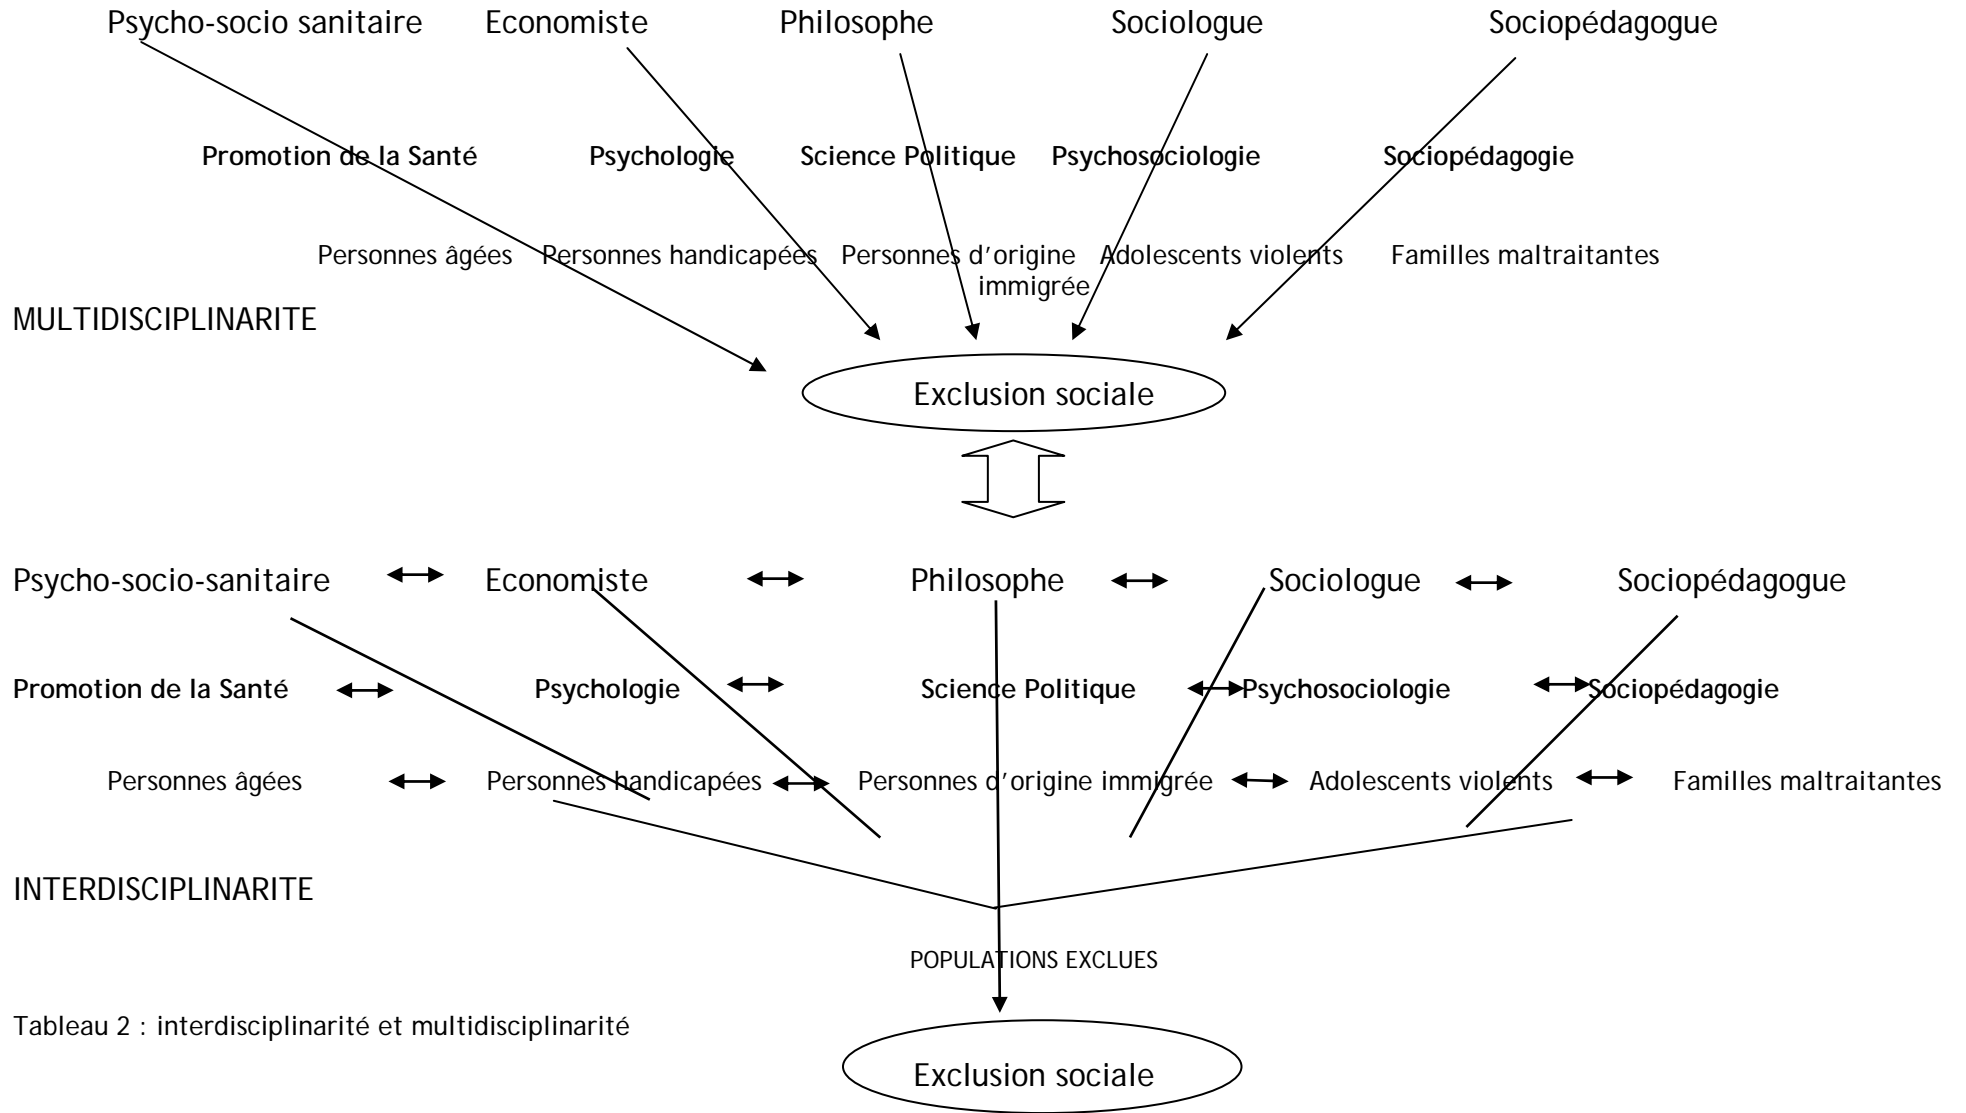 Psycho-socio sanitaire Economiste Philosophe Sociologue Sociopédagogue
Promotion de la Santé Psychologie Science Politique Psychosociologie Sociopédagogie
Personnes âgées Personnes handicapées Personnes d'origine Adolescents violents Familles maltraitantes
immigrée
MULTIDISCIPLINARITE
Exclusion sociale
Psycho-socio-sanitaire Economiste Philosophe Sociologue Sociopédagogue
Promotion de la Santé Psychologie Science Politique Psychosociologie Sociopédagogie
Personnes âgées Personnes handicapées Personnes d'origine immigrée Adolescents violents Familles maltraitantes
INTERDISCIPLINARITE
POPULATIONS EXCLUES
Tableau 2 : interdisciplinarité et multidisciplinarité
Exclusion sociale